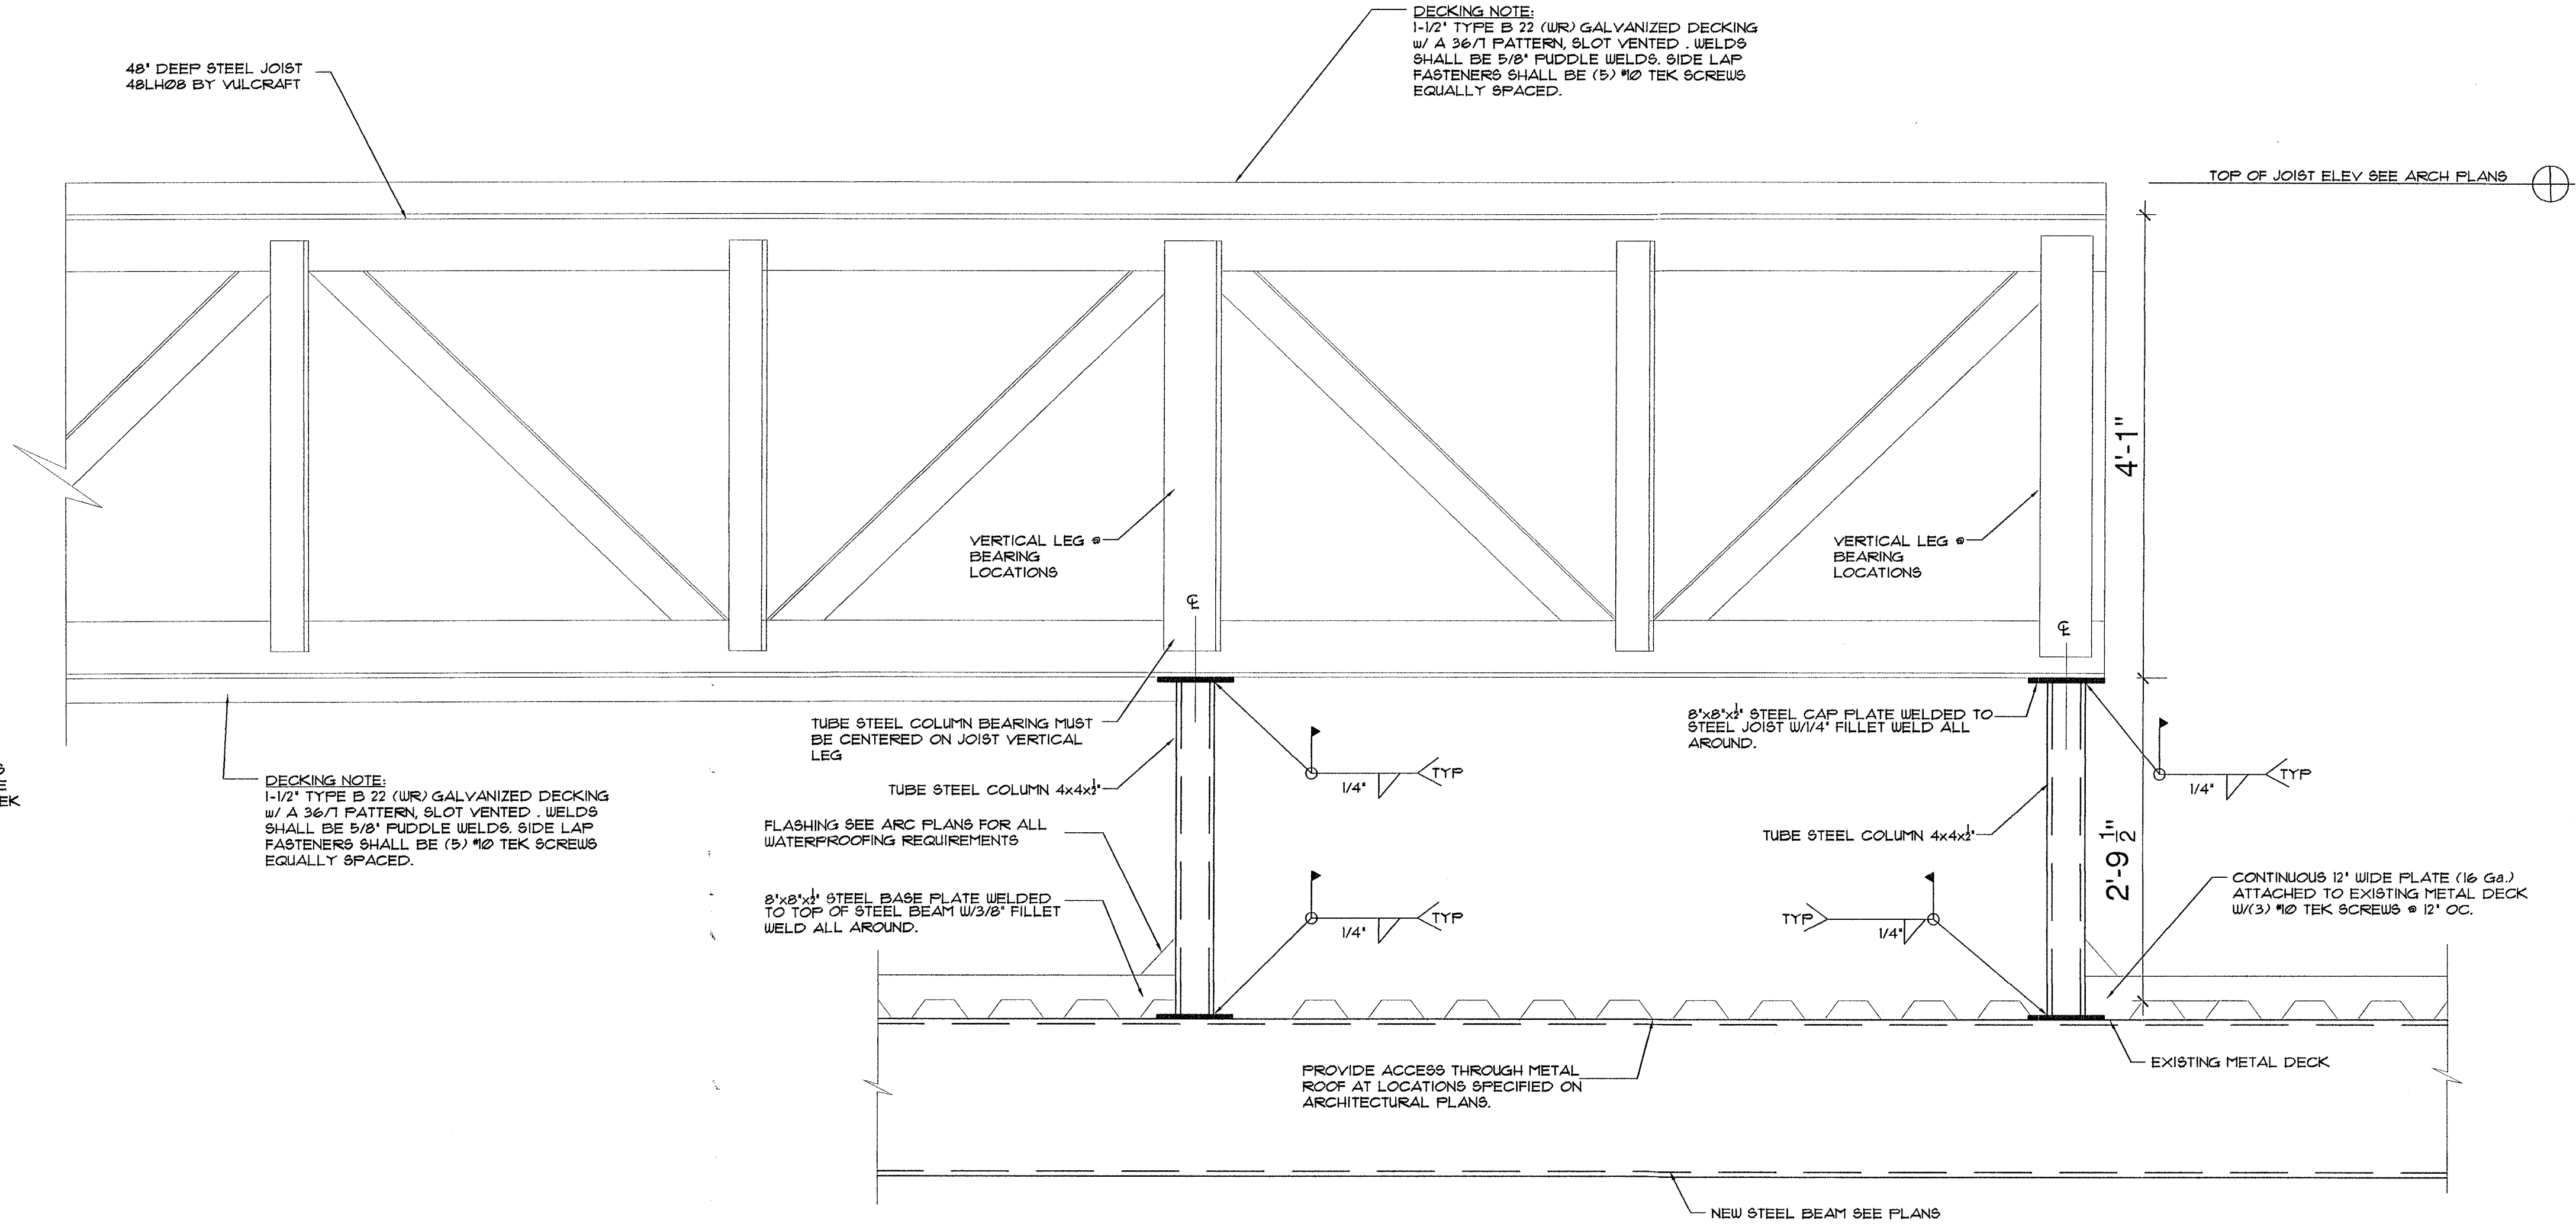 DECKING NOTE:
1-1/2" TYPE B 22 (WR) GALVANIZED DECKING
w/ A 36/7 PATTERN, SLOT VENTED . WELDS
SHALL BE 5/8" PUDDLE WELDS. SIDE LAP
FASTENERS SHALL BE (5) #10 TEK SCREWS
EQUALLY SPACED.
48" DEEP STEEL JOIST
48LH08 BY VULCRAFT
TOP OF JOIST ELEV SEE ARCH PLANS
4'-1"
VERTICAL LEG @
BEARING
LOCATIONS
VERTICAL LEG @
BEARING
LOCATIONS
℄
℄
TUBE STEEL COLUMN BEARING MUST
BE CENTERED ON JOIST VERTICAL
LEG
8"x8"x½" STEEL CAP PLATE WELDED TO
STEEL JOIST W/1/4" FILLET WELD ALL
AROUND.
1/4"
TYP
1/4"
TYP
EK
DECKING NOTE:
1-1/2" TYPE B 22 (WR) GALVANIZED DECKING
w/ A 36/7 PATTERN, SLOT VENTED . WELDS
SHALL BE 5/8" PUDDLE WELDS. SIDE LAP
FASTENERS SHALL BE (5) #10 TEK SCREWS
EQUALLY SPACED.
TUBE STEEL COLUMN 4x4x½"
FLASHING SEE ARC PLANS FOR ALL
WATERPROOFING REQUIREMENTS
TUBE STEEL COLUMN 4x4x½"
2'-9 ½"
8"x8"x½" STEEL BASE PLATE WELDED
TO TOP OF STEEL BEAM W/3/8" FILLET
WELD ALL AROUND.
1/4"
TYP
TYP
1/4"
CONTINUOUS 12" WIDE PLATE (16 Ga.)
ATTACHED TO EXISTING METAL DECK
W/(3) #10 TEK SCREWS @ 12" OC.
PROVIDE ACCESS THROUGH METAL
ROOF AT LOCATIONS SPECIFIED ON
ARCHITECTURAL PLANS.
EXISTING METAL DECK
NEW STEEL BEAM SEE PLANS